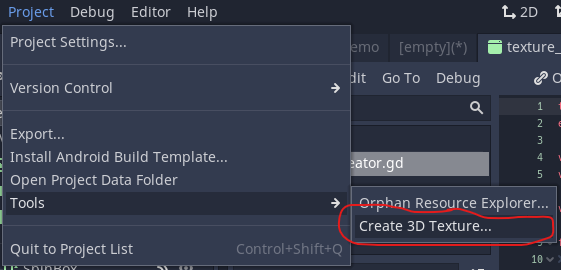 Project Debug Editor Help 2D
Project Settings...
emo [empty](*) texture_
Version Control
dit Go To Debug
Export...
Install Android Build Template...
eator.gd
Open Project Data Folder
Tools
Orphan Resource Explorer...
Create 3D Texture...
Quit to Project List Control+Shift+Q
SpinBox
1
2
3
4
5
6
7
8
9
10